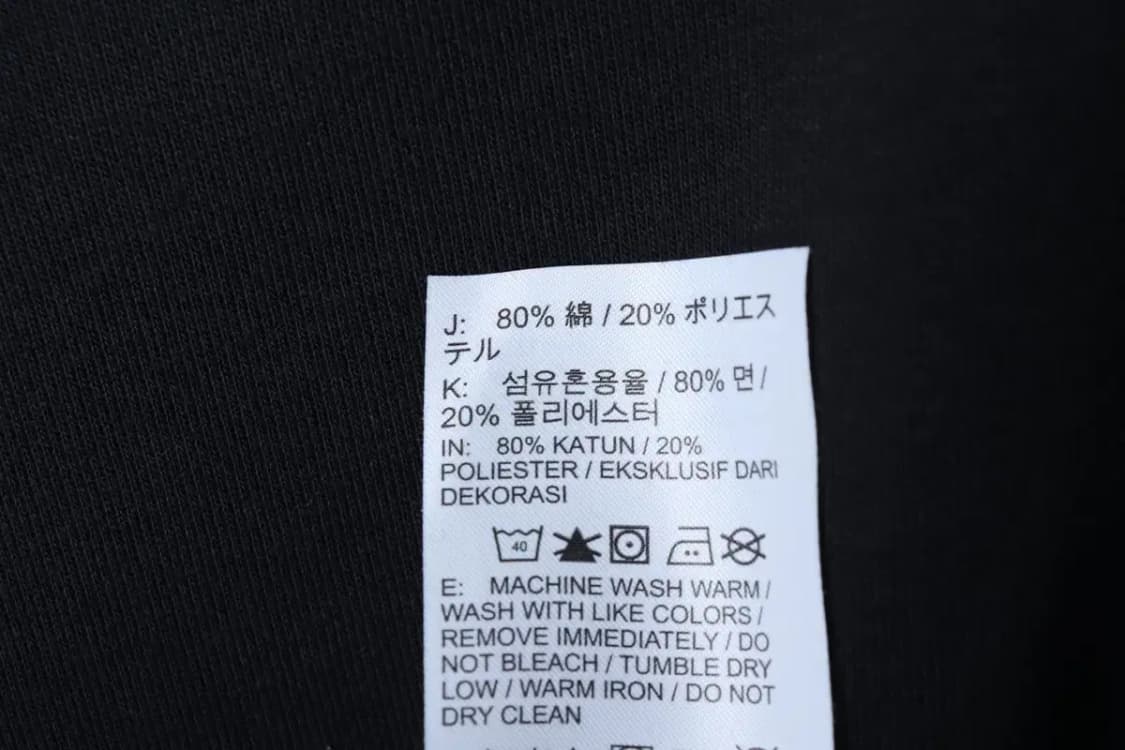 J: 80% 綿 / 20% ポリエス
テル
K: 섬유혼용율 / 80% 면 /
20% 폴리에스터
IN: 80% KATUN / 20%
POLIESTER / EKSKLUSIF DARI
DEKORASI
40
E: MACHINE WASH WARM /
WASH WITH LIKE COLORS /
REMOVE IMMEDIATELY / DO
NOT BLEACH / TUMBLE DRY
LOW / WARM IRON / DO NOT
DRY CLEAN